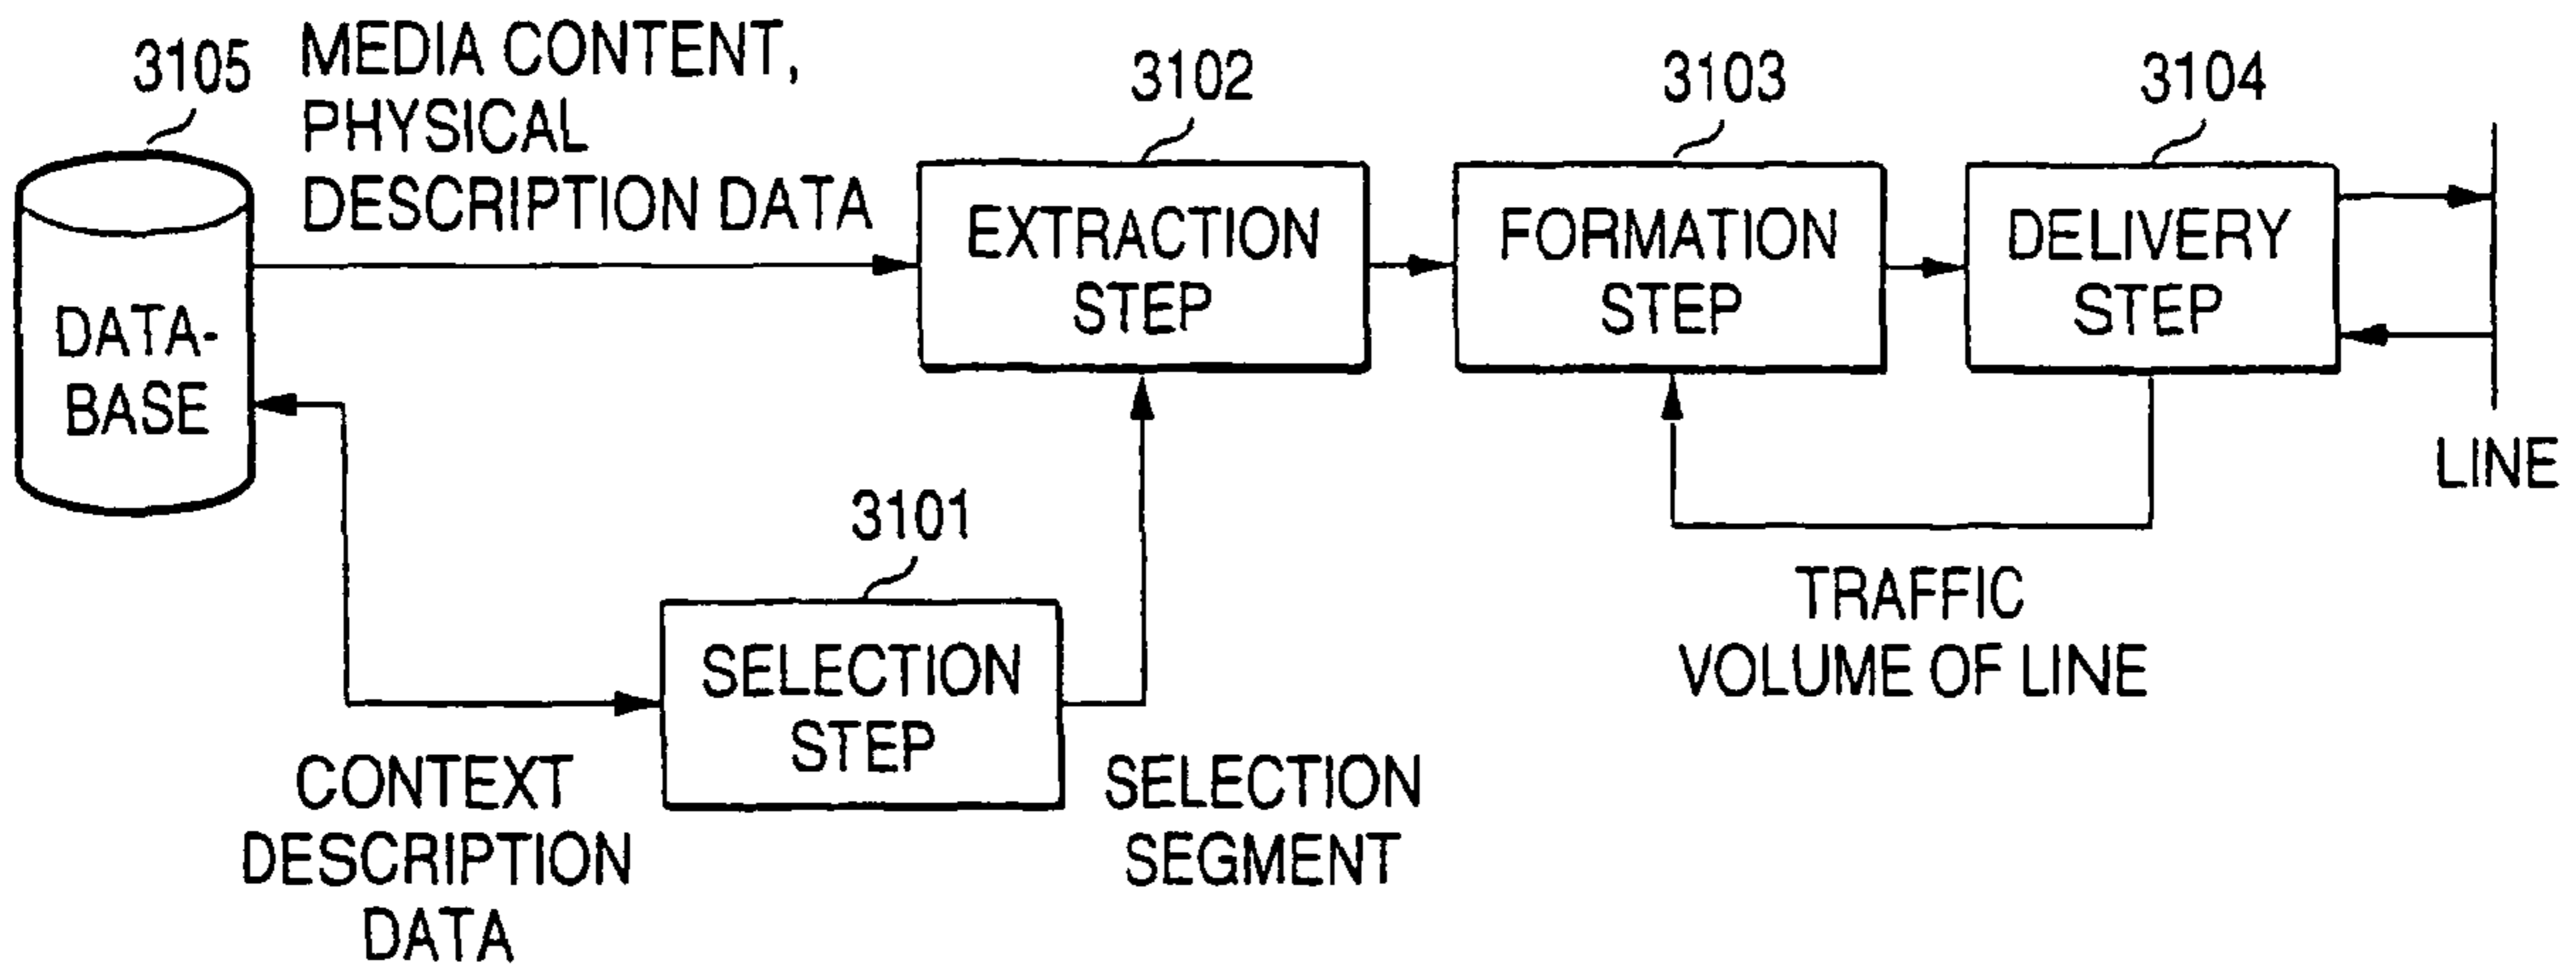 3105
MEDIA CONTENT,
PHYSICAL
DESCRIPTION DATA
3102
3103
3104
DATA-
BASE
EXTRACTION
STEP
FORMATION
STEP
DELIVERY
STEP
LINE
3101
SELECTION
STEP
TRAFFIC
VOLUME OF LINE
CONTEXT
DESCRIPTION
DATA
SELECTION
SEGMENT